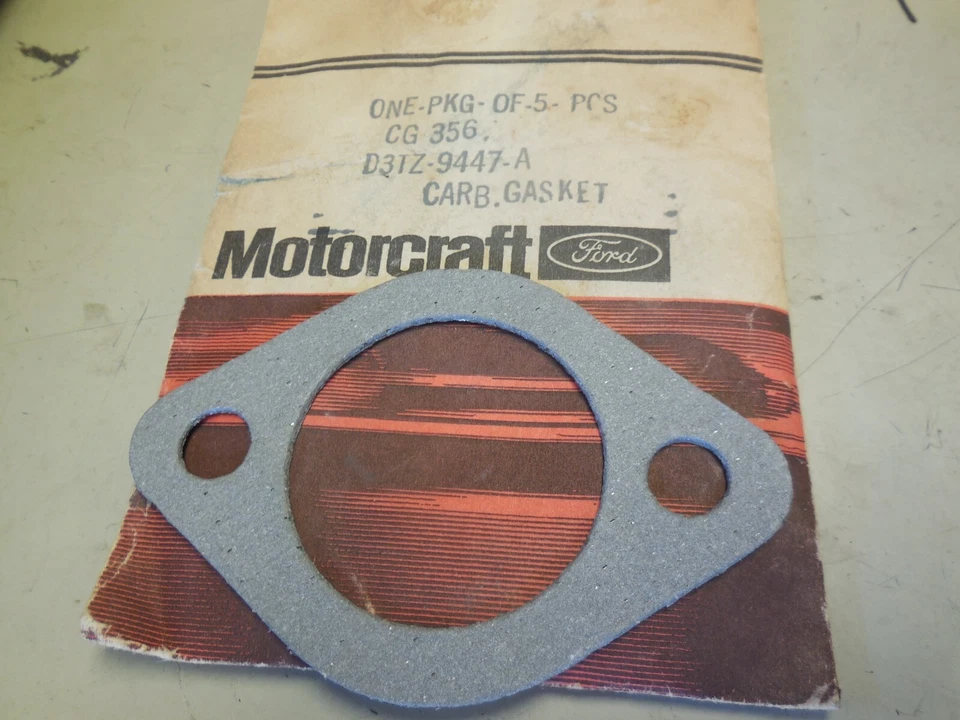 ONE-PKG-OF-5- PCS
CG 356.
D3TZ-9447-A
CARB.GASKET
Motorcraft Ford